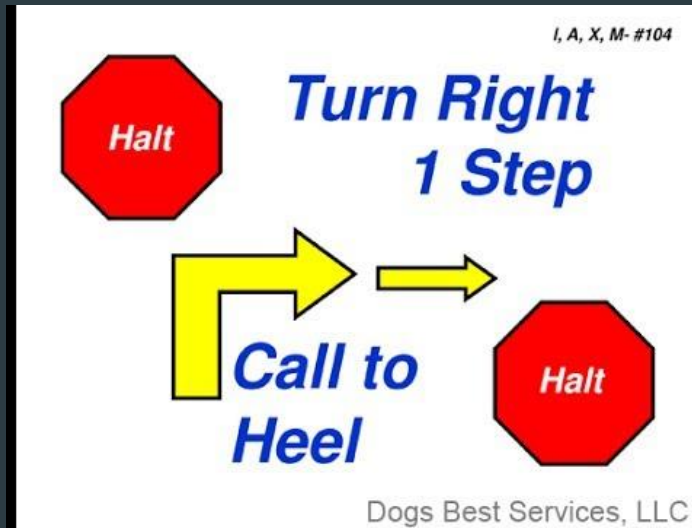 I, A, X, M- #104
Halt
Turn Right
1 Step
Call to
Heel
Halt
Dogs Best Services, LLC